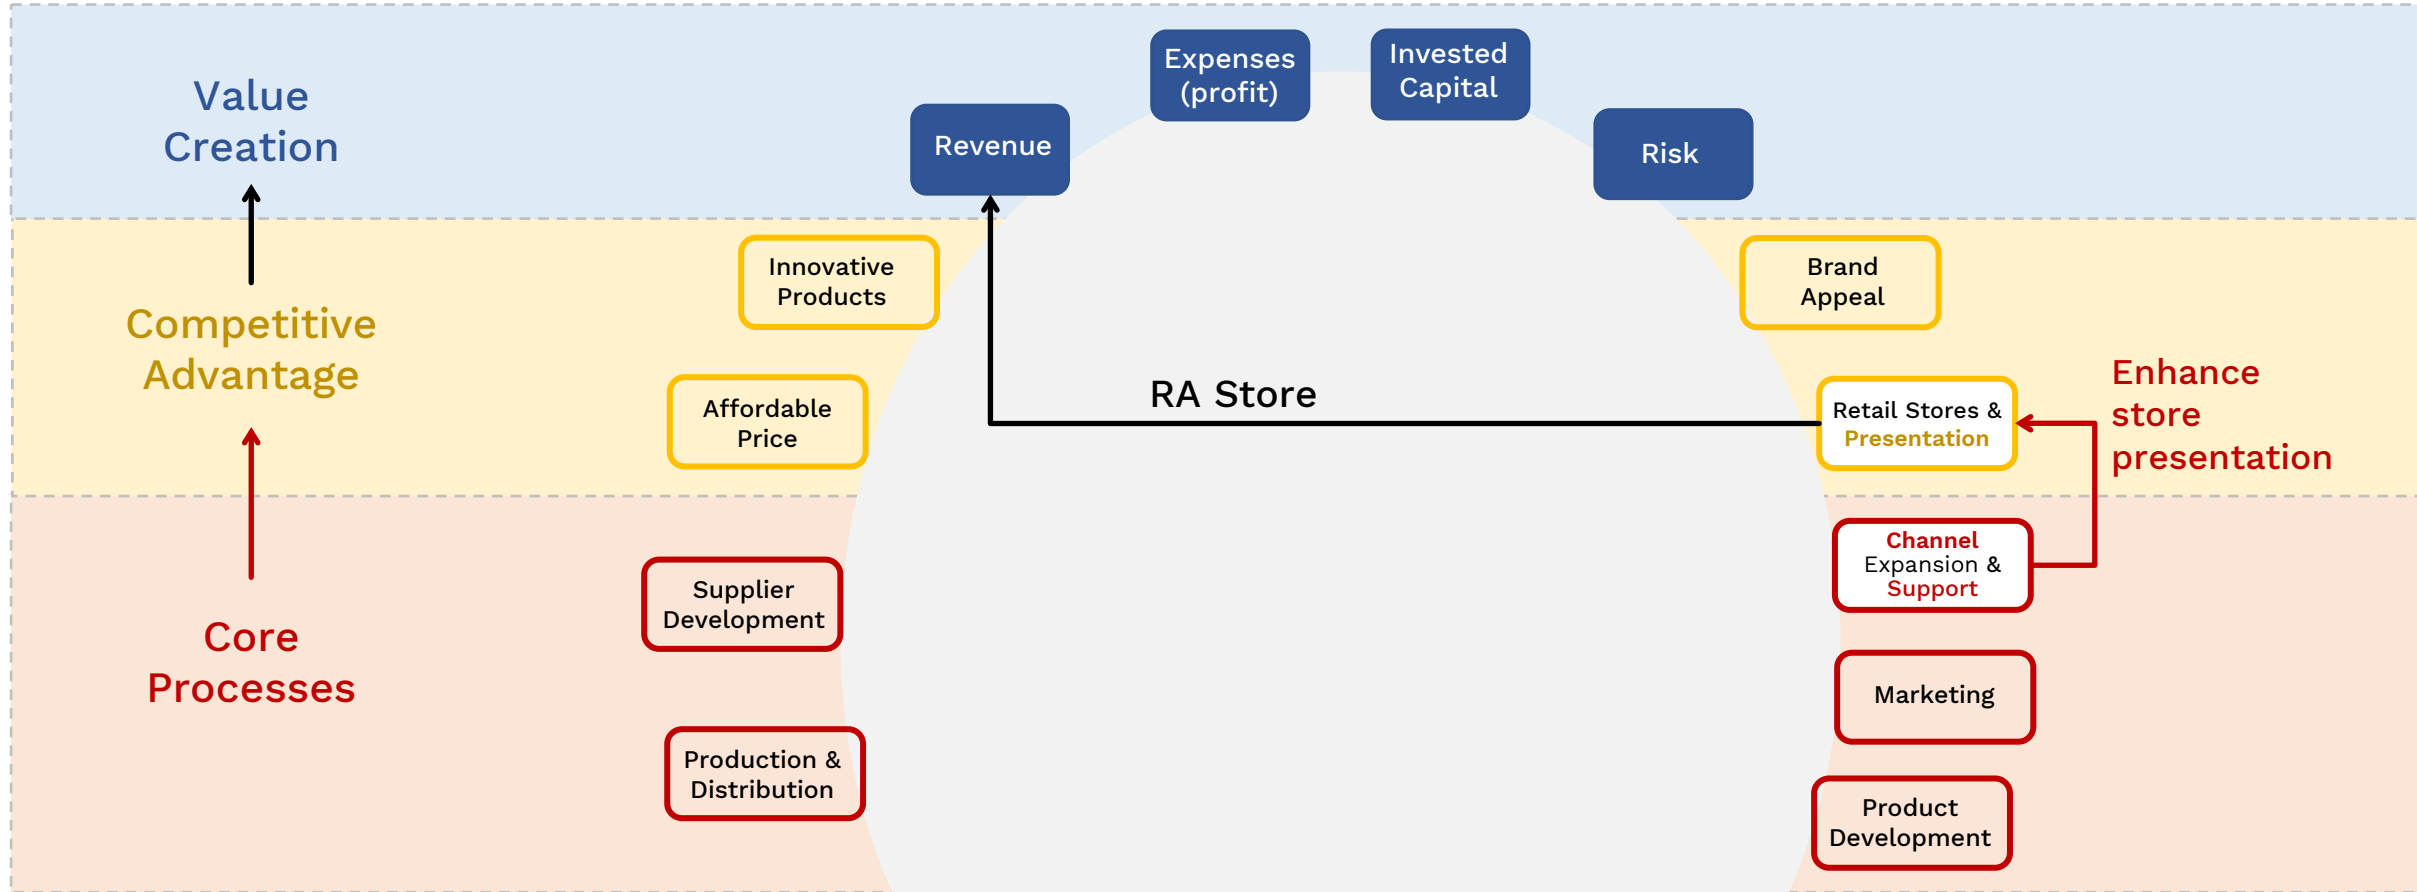 Value
Creation
Competitive
Advantage
Core
Processes
Expenses
(profit)
Invested
Capital
Revenue
Risk
Innovative
Products
Brand
Appeal
Affordable
Price
RA Store
Retail Stores &
Presentation
Enhance
store
presentation
Supplier
Development
Channel
Expansion &
Support
Marketing
Production &
Distribution
Product
Development